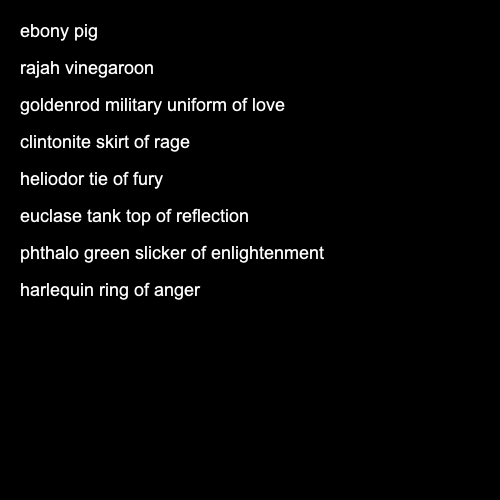 ebony pig
rajah vinegaroon
goldenrod military uniform of love
clintonite skirt of rage
heliodor tie of fury
euclase tank top of reflection
phthalo green slicker of enlightenment
harlequin ring of anger